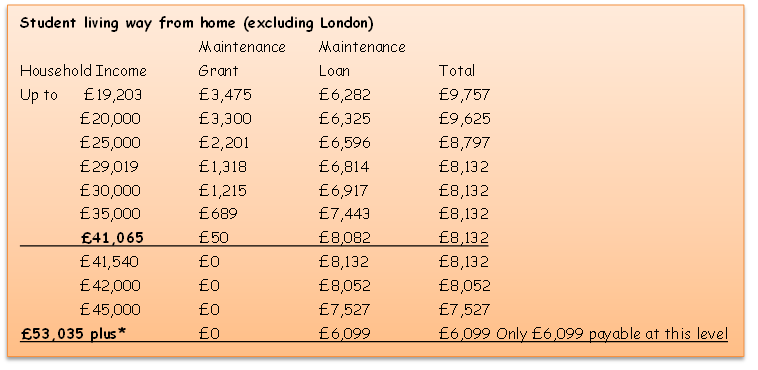 Student living way from home (excluding London)
Maintenance Maintenance
Household Income Grant Loan Total
Up to £19,203 £3,475 £6,282 £9,757
£20,000 £3,300 £6,325 £9,625
£25,000 £2,201 £6,596 £8,797
£29,019 £1,318 £6,814 £8,132
£30,000 £1,215 £6,917 £8,132
£35,000 £689 £7,443 £8,132
£41,065 £50 £8,082 £8,132
£41,540 £0 £8,132 £8,132
£42,000 £0 £8,052 £8,052
£45,000 £0 £7,527 £7,527
£53,035 plus* £0 £6,099 £6,099 Only £6,099 payable at this level